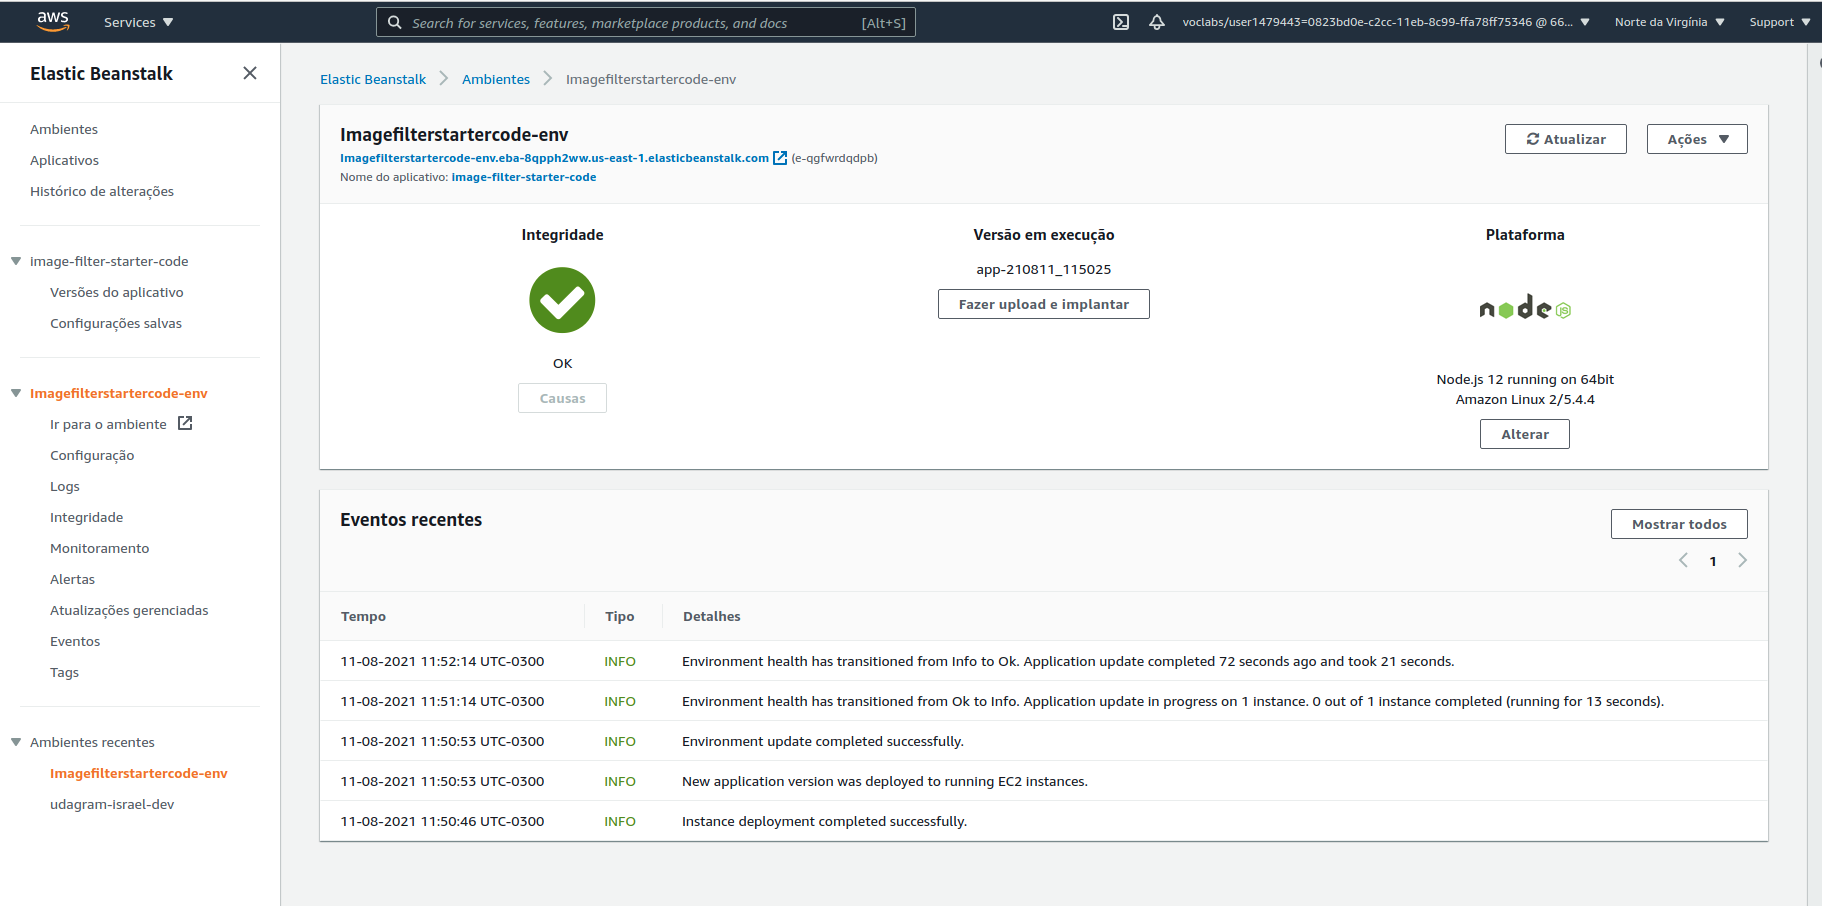 aws
Services
Search for services, features, marketplace products, and docs
[Alt+S]
voclabs/user1479443=0823bd0e-c2cc-11eb-8c99-ffa78ff75346 @ 66...
Norte da Virgínia
Support
Elastic Beanstalk
Ambientes
Aplicativos
Histórico de alterações
image-filter-starter-code
Versões do aplicativo
Configurações salvas
Imagefilterstartercode-env
Ir para o ambiente
Configuração
Logs
Integridade
Monitoramento
Alertas
Atualizações gerenciadas
Eventos
Tags
Ambientes recentes
Imagefilterstartercode-env
udagram-israel-dev
Elastic Beanstalk
Ambientes
Imagefilterstartercode-env
Imagefilterstartercode-env
Imagefilterstartercode-env.eba-8qpph2ww.us-east-1.elasticbeanstalk.com (e-qgfwrdqdpb)
Nome do aplicativo: image-filter-starter-code
Atualizar
Ações
Integridade
OK
Causas
Versão em execução
app-210811_115025
Fazer upload e implantar
Plataforma
node JS
Node.js 12 running on 64bit
Amazon Linux 2/5.4.4
Alterar
Eventos recentes
Mostrar todos
1
Tempo Tipo Detalhes
11-08-2021 11:52:14 UTC-0300 INFO Environment health has transitioned from Info to Ok. Application update completed 72 seconds ago and took 21 seconds.
11-08-2021 11:51:14 UTC-0300 INFO Environment health has transitioned from Ok to Info. Application update in progress on 1 instance. 0 out of 1 instance completed (running for 13 seconds).
11-08-2021 11:50:53 UTC-0300 INFO Environment update completed successfully.
11-08-2021 11:50:53 UTC-0300 INFO New application version was deployed to running EC2 instances.
11-08-2021 11:50:46 UTC-0300 INFO Instance deployment completed successfully.